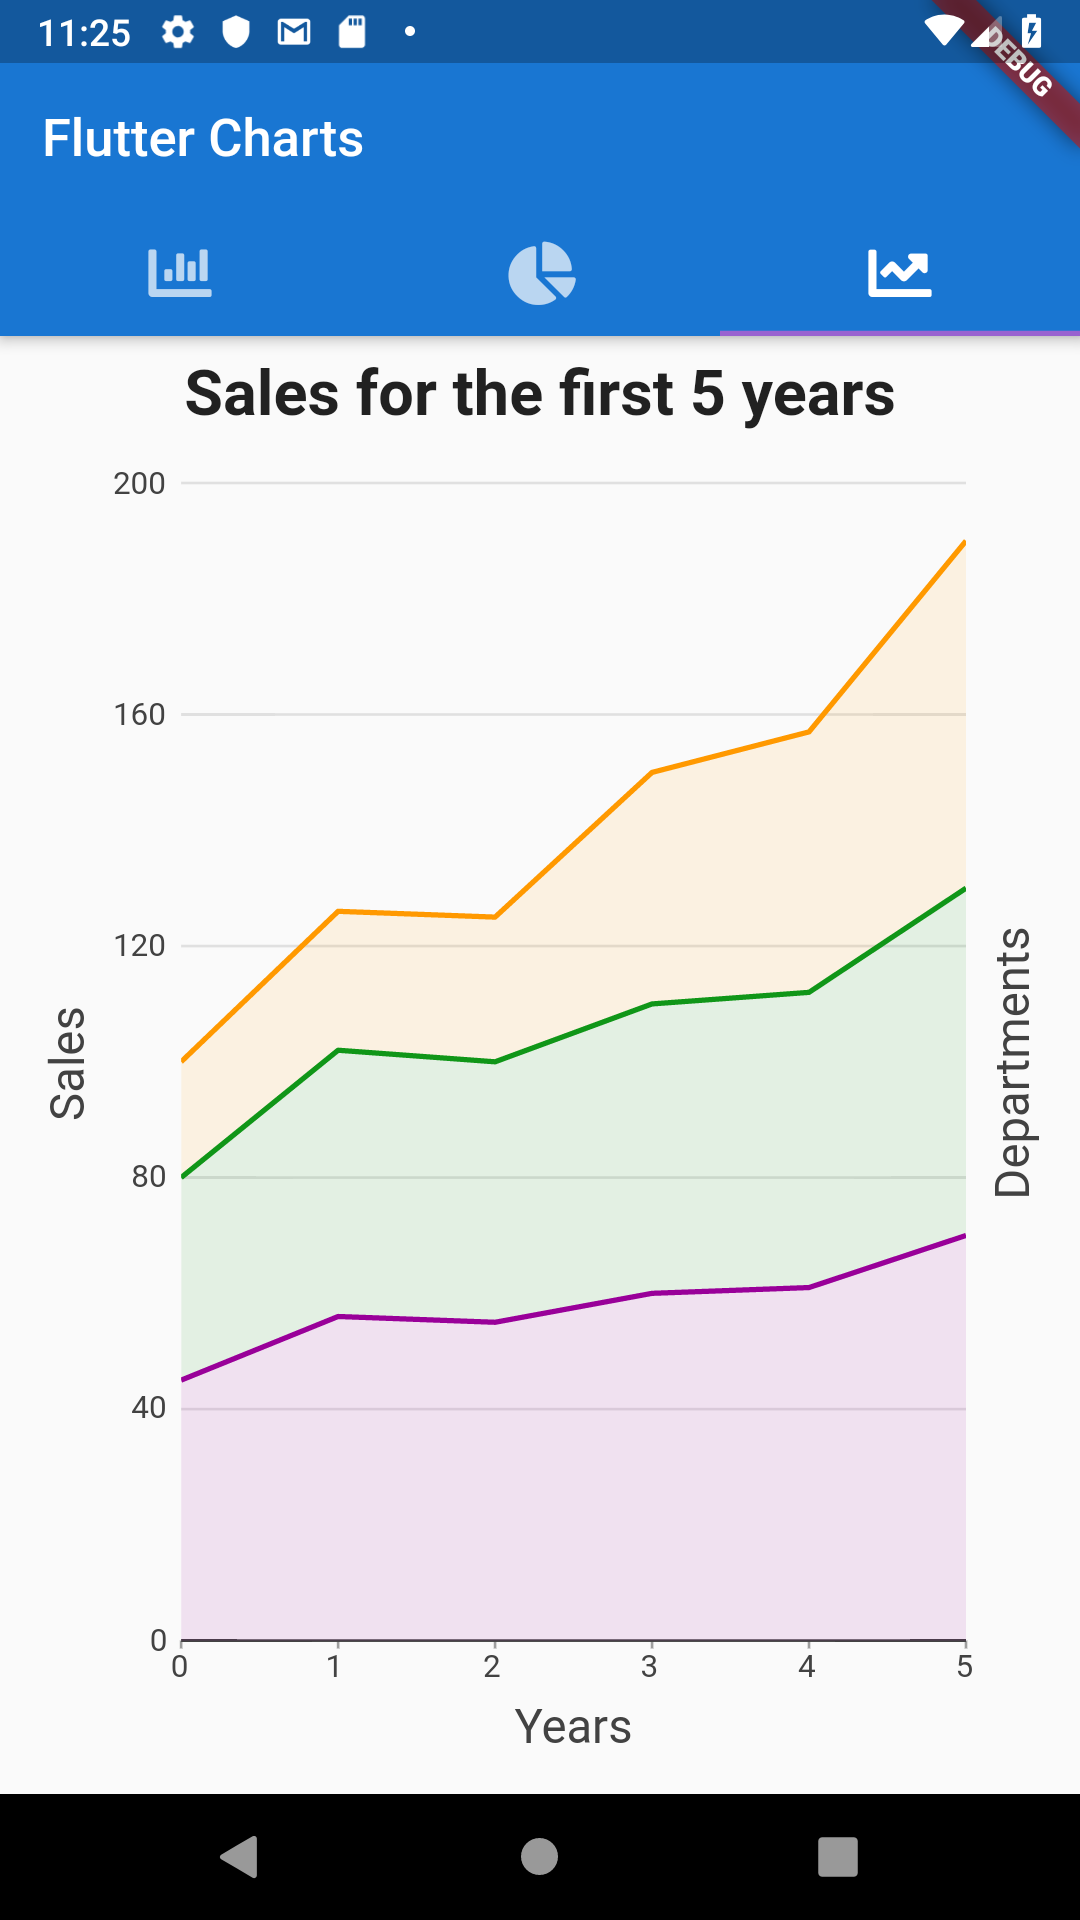 11:25
DEBUG
Flutter Charts
Sales for the first 5 years
200
160
120
80
40
0
Sales
Departments
0 1 2 3 4 5
Years